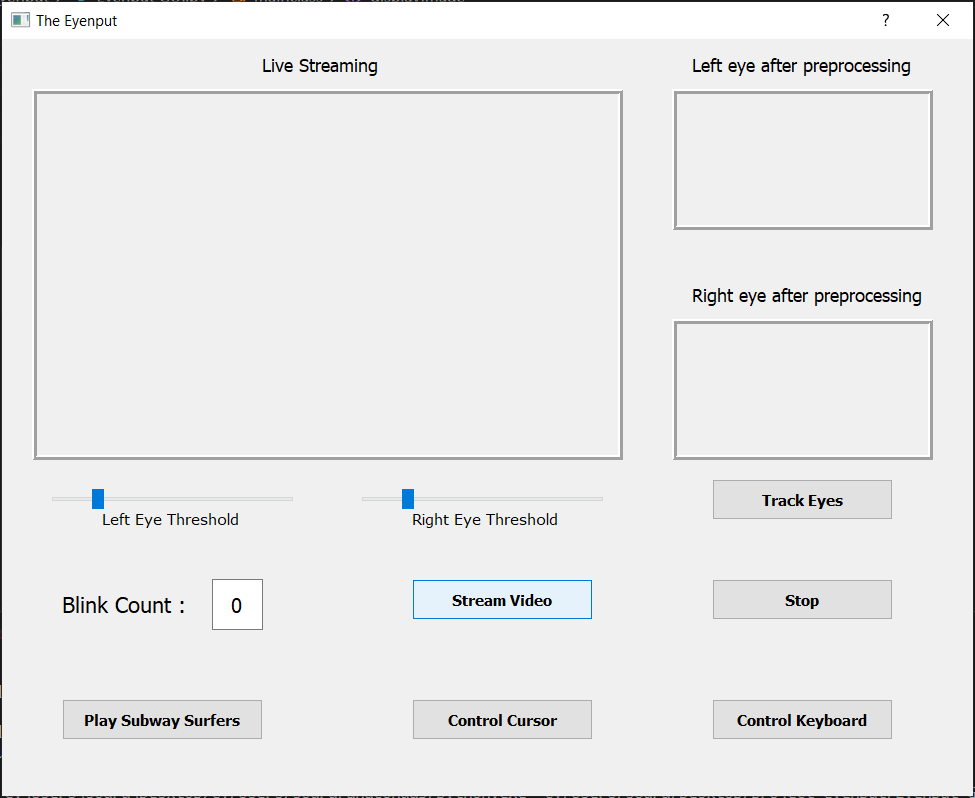 The Eyenput
?
Live Streaming
Left eye after preprocessing
Right eye after preprocessing
Left Eye Threshold
Right Eye Threshold
Track Eyes
Blink Count :
0
Stream Video
Stop
Play Subway Surfers
Control Cursor
Control Keyboard